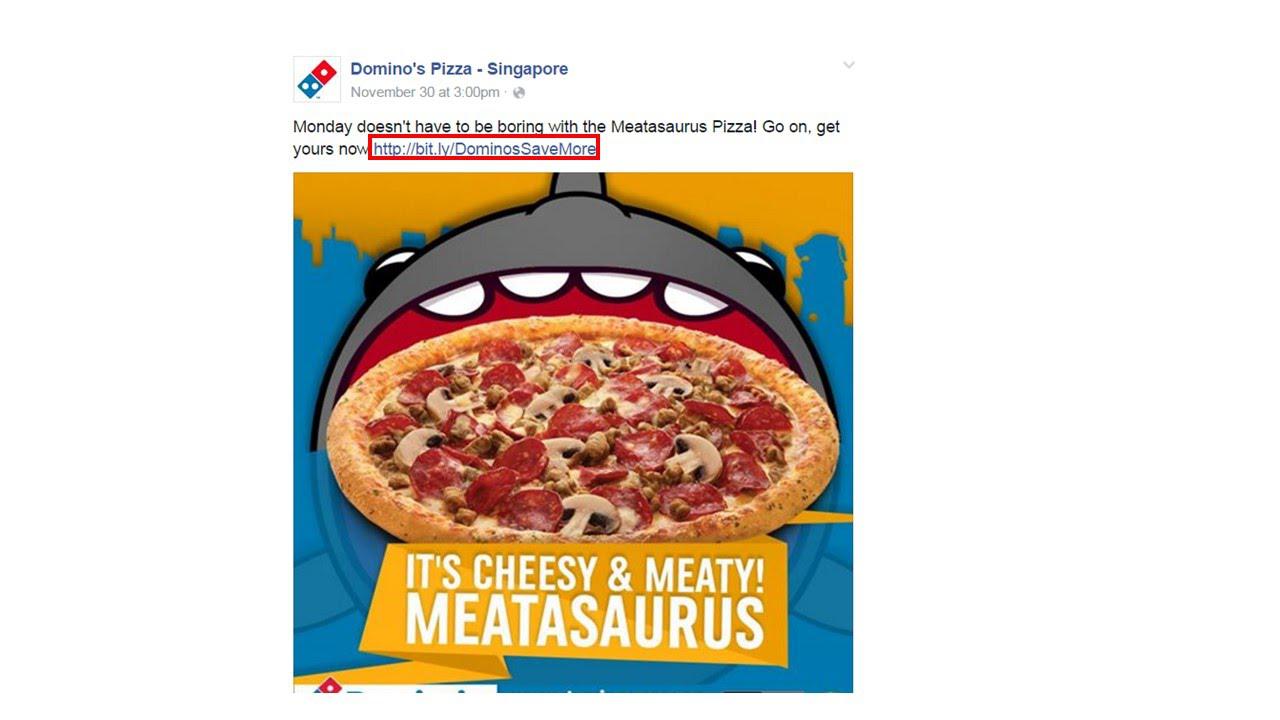 Domino's Pizza - Singapore
November 30 at 3:00pm ·
Monday doesn't have to be boring with the Meatasaurus Pizza! Go on, get
yours now http://bit.ly/DominosSaveMore
IT'S CHEESY & MEATY!
MEATASAURUS